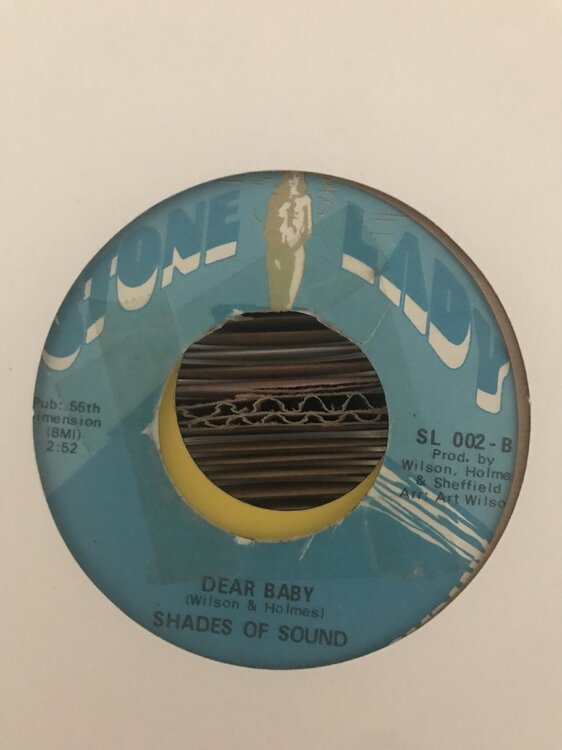 STONE LADY
Pub: 55th
imension
(BMI)
2:52
SL 002-B
Prod. by
Wilson, Holme
& Sheffield
Arr: Art Wilso
DEAR BABY
(Wilson & Holmes)
SHADES OF SOUND